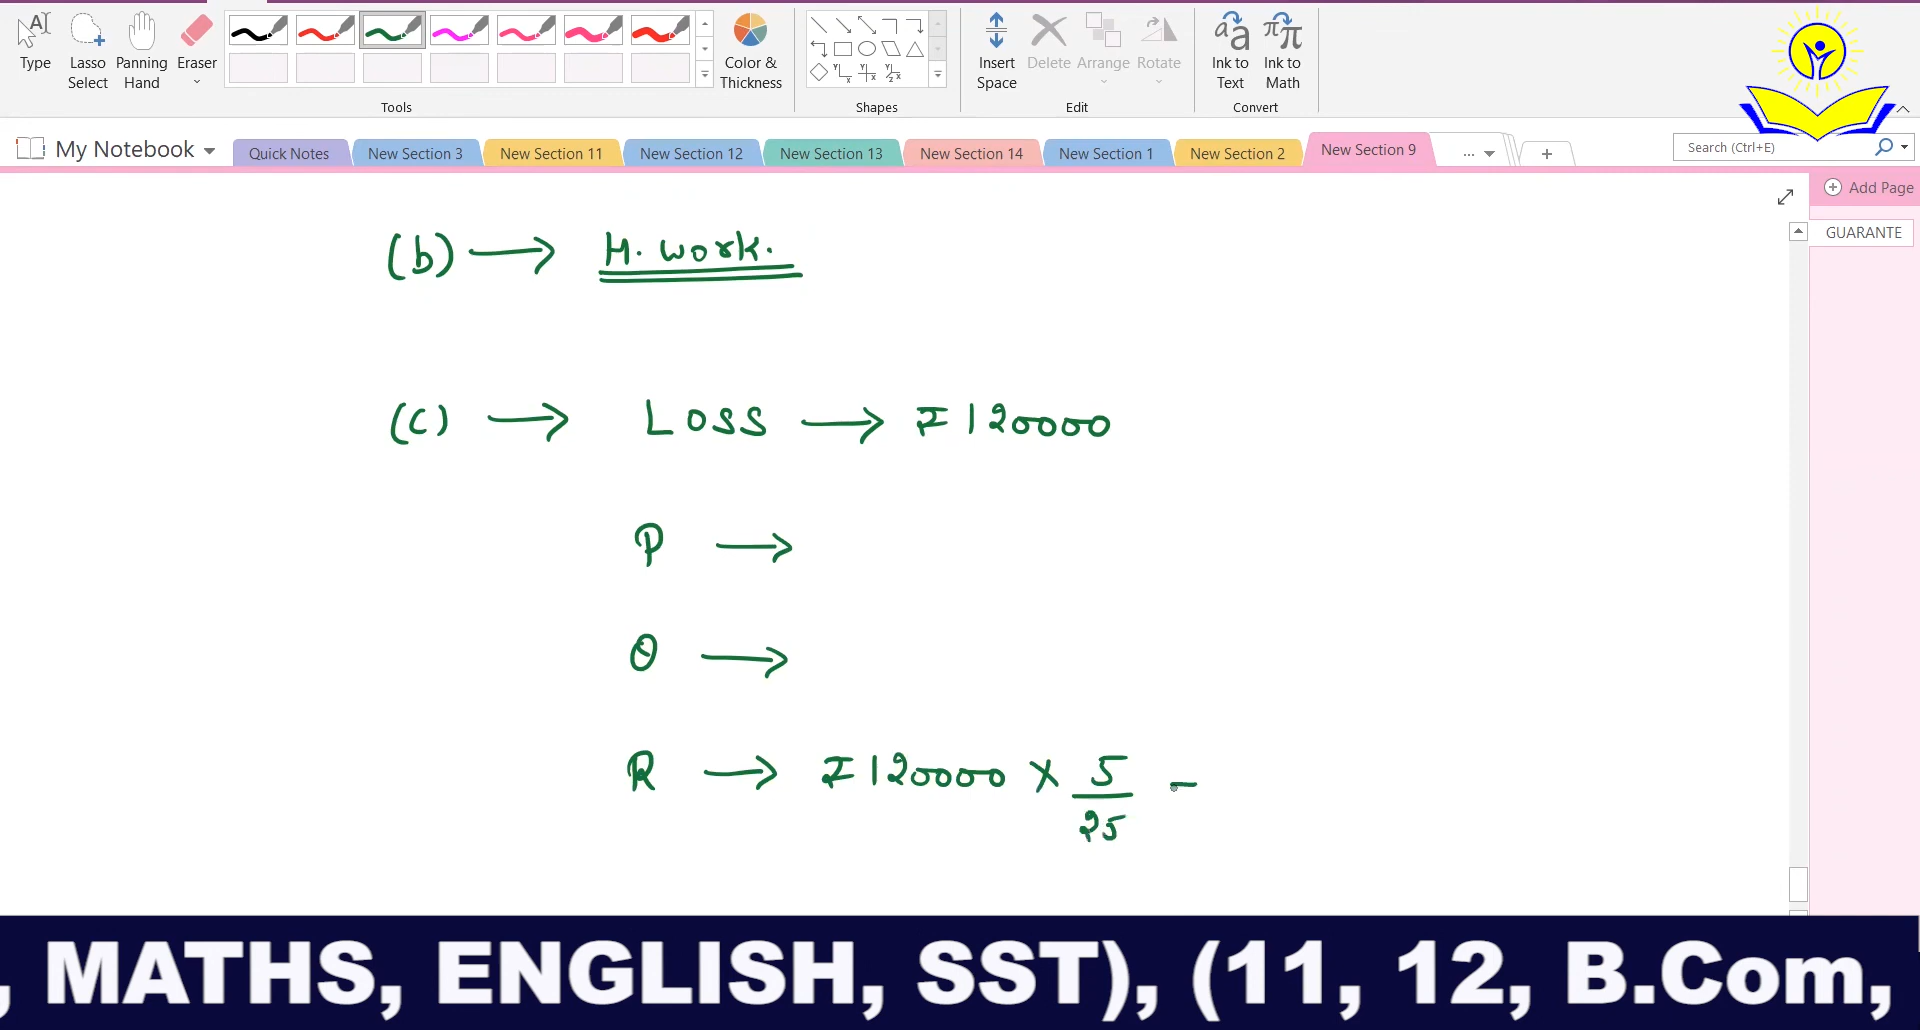 Type
Lasso Select
Panning Hand
Eraser
Color & Thickness
Insert Space
Delete
Arrange
Rotate
Ink to Text
Ink to Math
Tools
Shapes
Edit
Convert
My Notebook
Quick Notes
New Section 3
New Section 11
New Section 12
New Section 13
New Section 14
New Section 1
New Section 2
New Section 9
...
Search (Ctrl+E)
Add Page
GUARANTE
(b) → H. work.
(C) → LOSS → ₹120000
P →
Q →
R → ₹120000 × 5/25 -
, MATHS, ENGLISH, SST), (11, 12, B.Com,